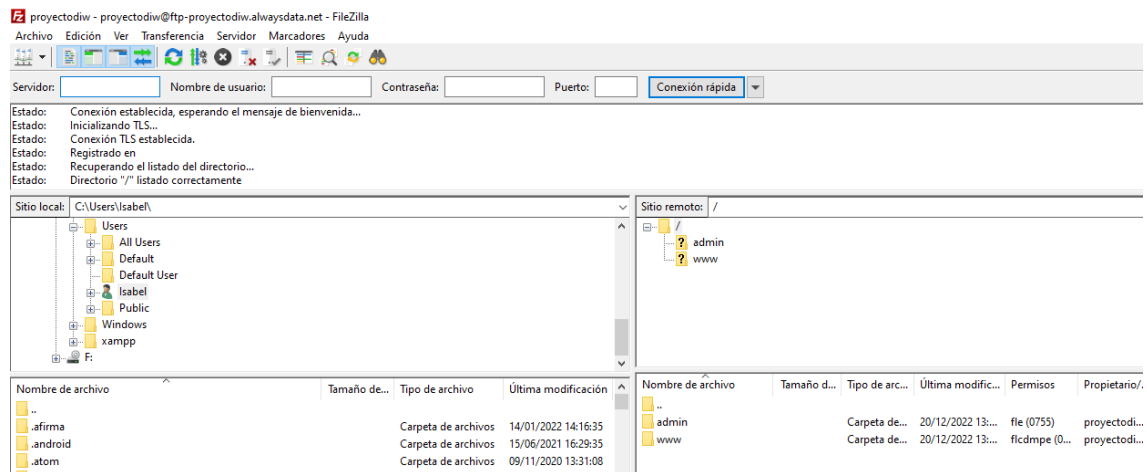 proyectodiw - proyectodiw@ftp-proyectodiw.alwaysdata.net - FileZilla
Archivo Edición Ver Transferencia Servidor Marcadores Ayuda
Servidor: Nombre de usuario: Contraseña: Puerto: Conexión rápida
Estado: Conexión establecida, esperando el mensaje de bienvenida...
Estado: Inicializando TLS...
Estado: Conexión TLS establecida.
Estado: Registrado en
Estado: Recuperando el listado del directorio...
Estado: Directorio "/" listado correctamente
Sitio local: C:\Users\Isabel\
Users
All Users
Default
Default User
Isabel
Public
Windows
xampp
F:
Nombre de archivo Tamaño de... Tipo de archivo Última modificación
..
.afirma Carpeta de archivos 14/01/2022 14:16:35
.android Carpeta de archivos 15/06/2021 16:29:35
.atom Carpeta de archivos 09/11/2020 13:31:08
Sitio remoto: /
/
admin
www
Nombre de archivo Tamaño d... Tipo de arc... Última modific... Permisos Propietario/.
..
admin Carpeta de... 20/12/2022 13:... fle (0755) proyectodi...
www Carpeta de... 20/12/2022 13:... flcdmpe (0... proyectodi...